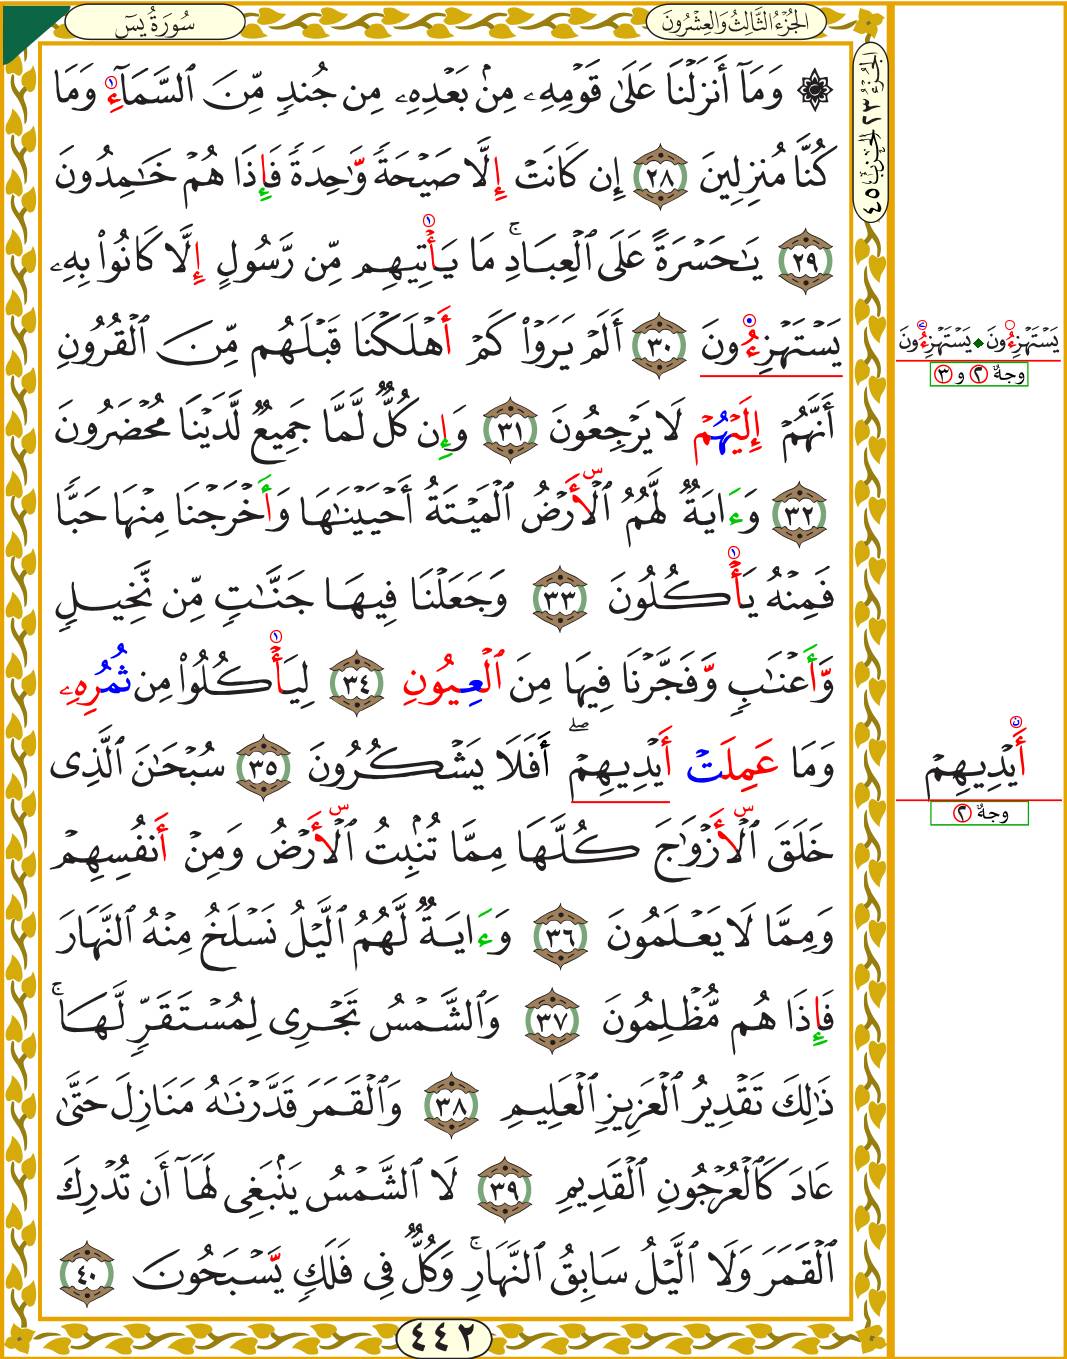 سُورَةُ يسٓ
الجُزْءُ الثَّالِثُ وَالعِشْرُونَ
الجُزءُ ٢٣ الحِزبُ ٤٥
۞ وَمَآ أَنزَلْنَا عَلَىٰ قَوْمِهِۦ مِنۢ بَعْدِهِۦ مِن جُندٍ مِّنَ ٱلسَّمَآءِ وَمَا
كُنَّا مُنزِلِينَ ٢٨ إِن كَانَتْ إِلَّا صَيْحَةً وَٰحِدَةً فَإِذَا هُمْ خَـٰمِدُونَ
٢٩ يَـٰحَسْرَةً عَلَى ٱلْعِبَادِ ۚ مَا يَأْتِيهِم مِّن رَّسُولٍ إِلَّا كَانُوا۟ بِهِۦ
يَسْتَهْزِءُونَ ٣٠ أَلَمْ يَرَوْا۟ كَمْ أَهْلَكْنَا قَبْلَهُم مِّنَ ٱلْقُرُونِ
أَنَّهُمْ إِلَيْهُمْ لَا يَرْجِعُونَ ٣١ وَإِن كُلٌّ لَّمَّا جَمِيعٌ لَّدَيْنَا مُحْضَرُونَ
٣٢ وَءَايَةٌ لَّهُمُ ٱلْأَرْضُ ٱلْمَيْتَةُ أَحْيَيْنَـٰهَا وَأَخْرَجْنَا مِنْهَا حَبًّا
فَمِنْهُ يَأْكُلُونَ ٣٣ وَجَعَلْنَا فِيهَا جَنَّـٰتٍ مِّن نَّخِيلٍ
وَّأَعْنَـٰبٍ وَّفَجَّرْنَا فِيهَا مِنَ ٱلْعِيُونِ ٣٤ لِيَأْكُلُوا۟ مِن ثُمُرِهِۦ
وَمَا عَمِلَتْ أَيْدِيهِمْ ۖ أَفَلَا يَشْكُرُونَ ٣٥ سُبْحَـٰنَ ٱلَّذِى
خَلَقَ ٱلْأَزْوَٰجَ كُلَّهَا مِمَّا تُنۢبِتُ ٱلْأَرْضُ وَمِنْ أَنفُسِهِمْ
وَمِمَّا لَا يَعْلَمُونَ ٣٦ وَءَايَةٌ لَّهُمُ ٱلَّيْلُ نَسْلَخُ مِنْهُ ٱلنَّهَارَ
فَإِذَا هُم مُّظْلِمُونَ ٣٧ وَٱلشَّمْسُ تَجْرِى لِمُسْتَقَرٍّ لَّهَا ۚ
ذَٰلِكَ تَقْدِيرُ ٱلْعَزِيزِ ٱلْعَلِيمِ ٣٨ وَٱلْقَمَرَ قَدَّرْنَـٰهُ مَنَازِلَ حَتَّىٰ
عَادَ كَٱلْعُرْجُونِ ٱلْقَدِيمِ ٣٩ لَا ٱلشَّمْسُ يَنۢبَغِى لَهَآ أَن تُدْرِكَ
ٱلْقَمَرَ وَلَا ٱلَّيْلُ سَابِقُ ٱلنَّهَارِ ۚ وَكُلٌّ فِى فَلَكٍ يَّسْبَحُونَ ٤٠
٤٤٢
يَسْتَهْزِءُونَ ◆ يَسْتَهْزِءُونَ
وجهٌ ٢ و ٣
أَيْدِيهِمْ
وجهٌ ٢